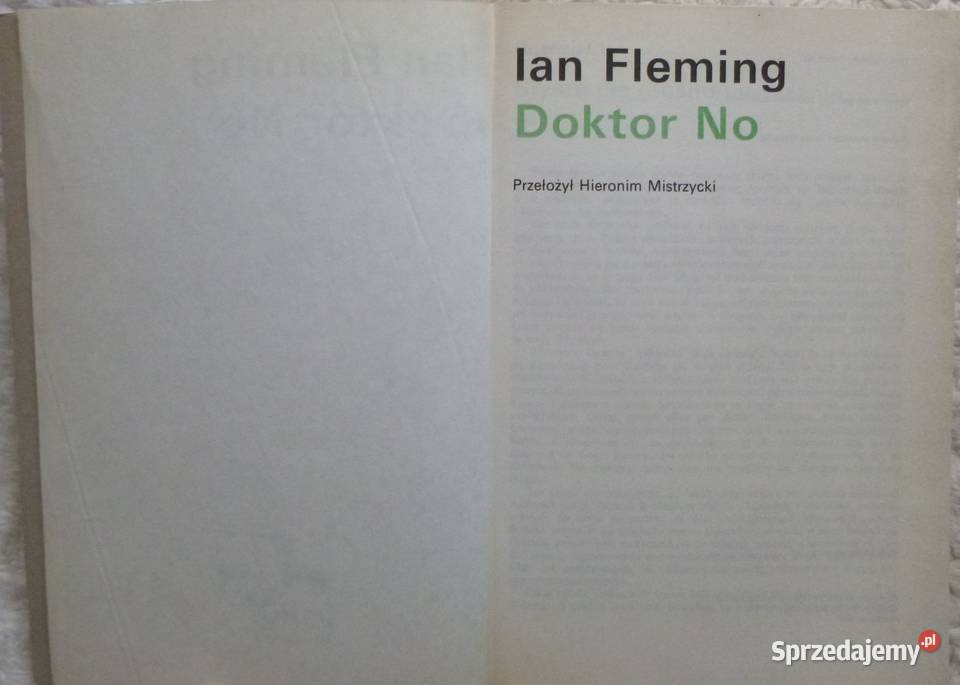 Ian Fleming
Doktor No
Przełożył Hieronim Mistrzycki
Sprzedajemy.pl